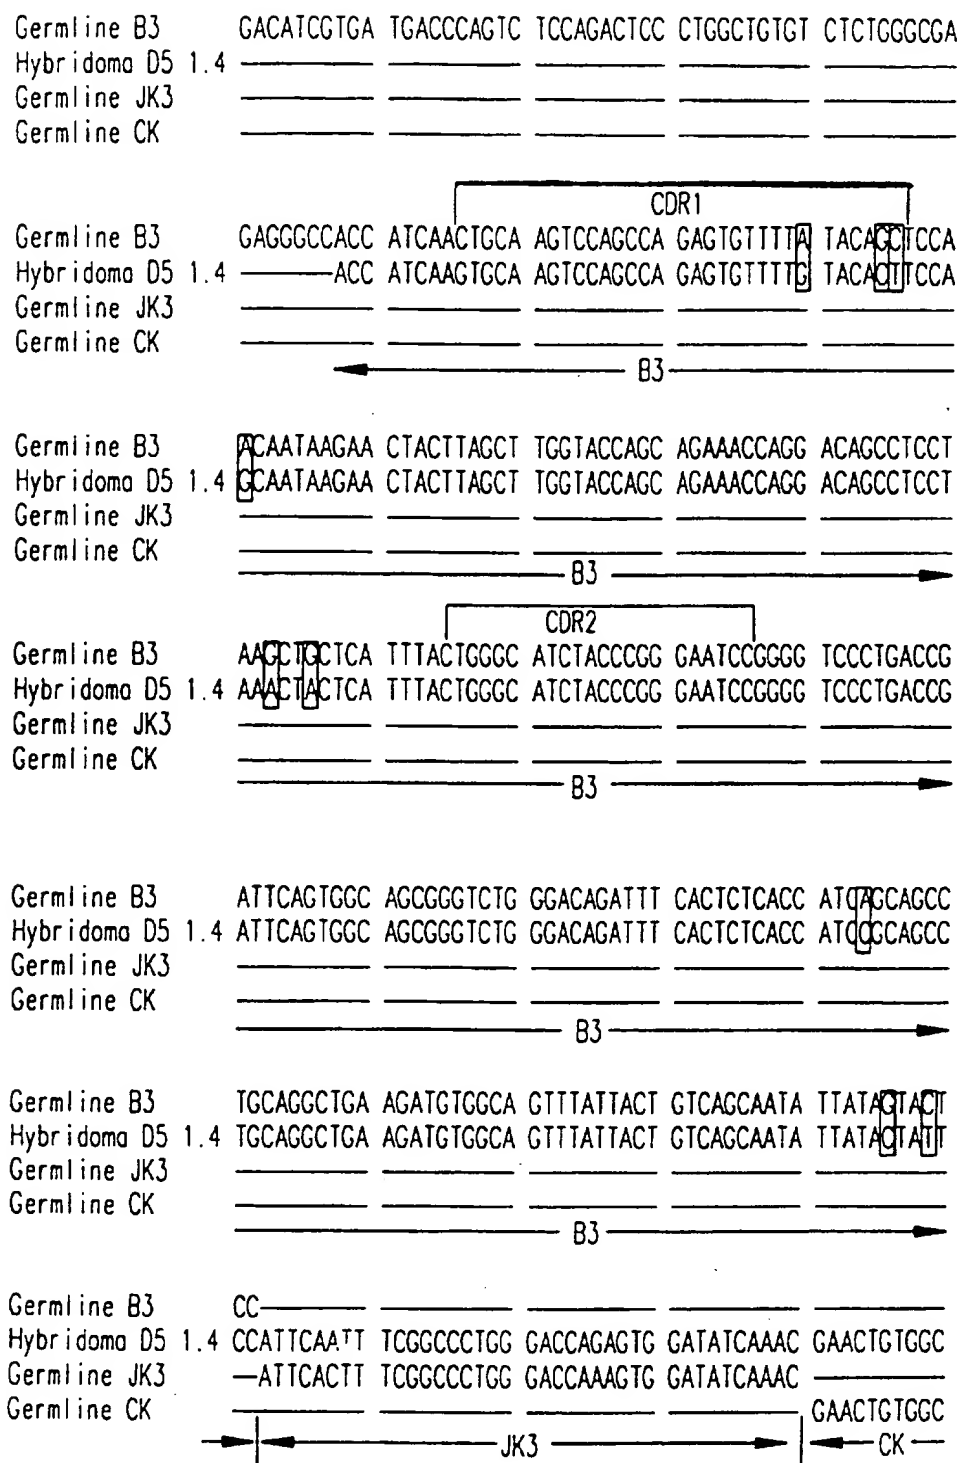 Germline B3 GACATCGTGA TGACCCAGTC TCCAGACTCC CTGGCTGTGT CTCTGGGCGA
Hybridoma D5 1.4
Germline JK3
Germline CK
CDR1
Germline B3 GAGGGCCACC ATCAACTGCA AGTCCAGCCA GAGTGTTTTA TACAGCTCCA
Hybridoma D5 1.4 ACC ATCAAGTGCA AGTCCAGCCA GAGTGTTTTG TACACTTCCA
Germline JK3
Germline CK
B3
Germline B3 ACAATAAGAA CTACTTAGCT TGGTACCAGC AGAAACCAGG ACAGCCTCCT
Hybridoma D5 1.4 GCAATAAGAA CTACTTAGCT TGGTACCAGC AGAAACCAGG ACAGCCTCCT
Germline JK3
Germline CK
B3
CDR2
Germline B3 AAGCTGCTCA TTTACTGGGC ATCTACCCGG GAATCCGGGG TCCCTGACCG
Hybridoma D5 1.4 AAACTACTCA TTTACTGGGC ATCTACCCGG GAATCCGGGG TCCCTGACCG
Germline JK3
Germline CK
B3
Germline B3 ATTCAGTGGC AGCGGGTCTG GGACAGATTT CACTCTCACC ATCAGCAGCC
Hybridoma D5 1.4 ATTCAGTGGC AGCGGGTCTG GGACAGATTT CACTCTCACC ATCCGCAGCC
Germline JK3
Germline CK
B3
Germline B3 TGCAGGCTGA AGATGTGGCA GTTTATTACT GTCAGCAATA TTATAGTACT
Hybridoma D5 1.4 TGCAGGCTGA AGATGTGGCA GTTTATTACT GTCAGCAATA TTATACTATT
Germline JK3
Germline CK
B3
Germline B3 CC
Hybridoma D5 1.4 CCATTCAATT TCGGCCCTGG GACCAGAGTG GATATCAAAC GAACTGTGGC
Germline JK3 ATTCACTT TCGGCCCTGG GACCAAAGTG GATATCAAAC
Germline CK GAACTGTGGC
JK3 CK